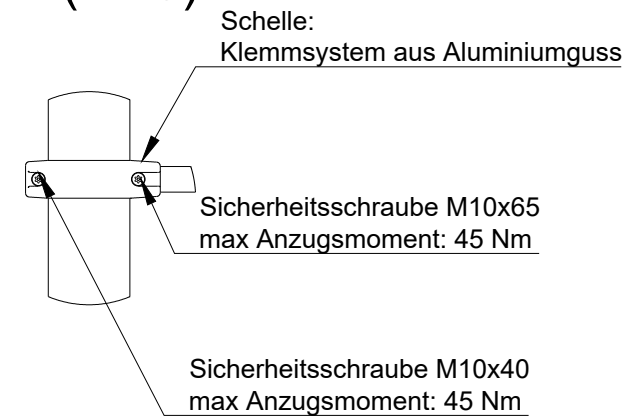 Schelle:
Klemmsystem aus Aluminiumguss
Sicherheitsschraube M10x65
max Anzugsmoment: 45 Nm
Sicherheitsschraube M10x40
max Anzugsmoment: 45 Nm